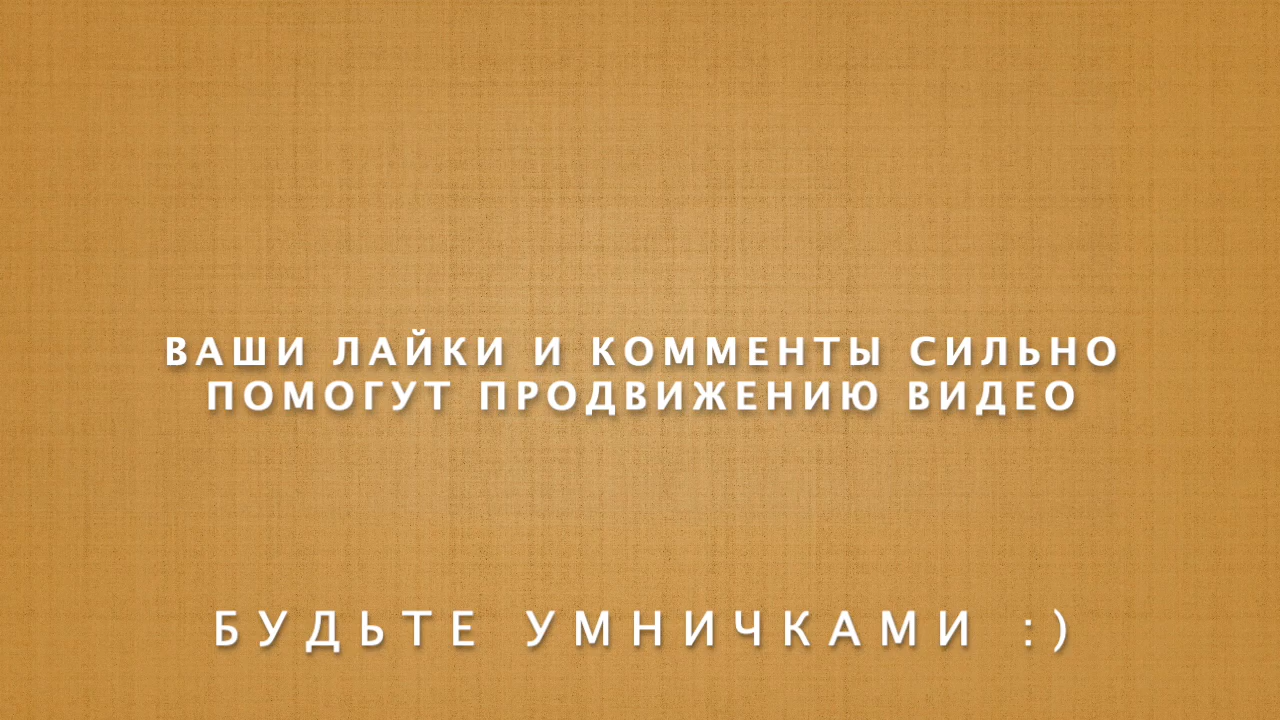 ВАШИ ЛАЙКИ И КОММЕНТЫ СИЛЬНО
ПОМОГУТ ПРОДВИЖЕНИЮ ВИДЕО
БУДЬТЕ УМНИЧКАМИ :)